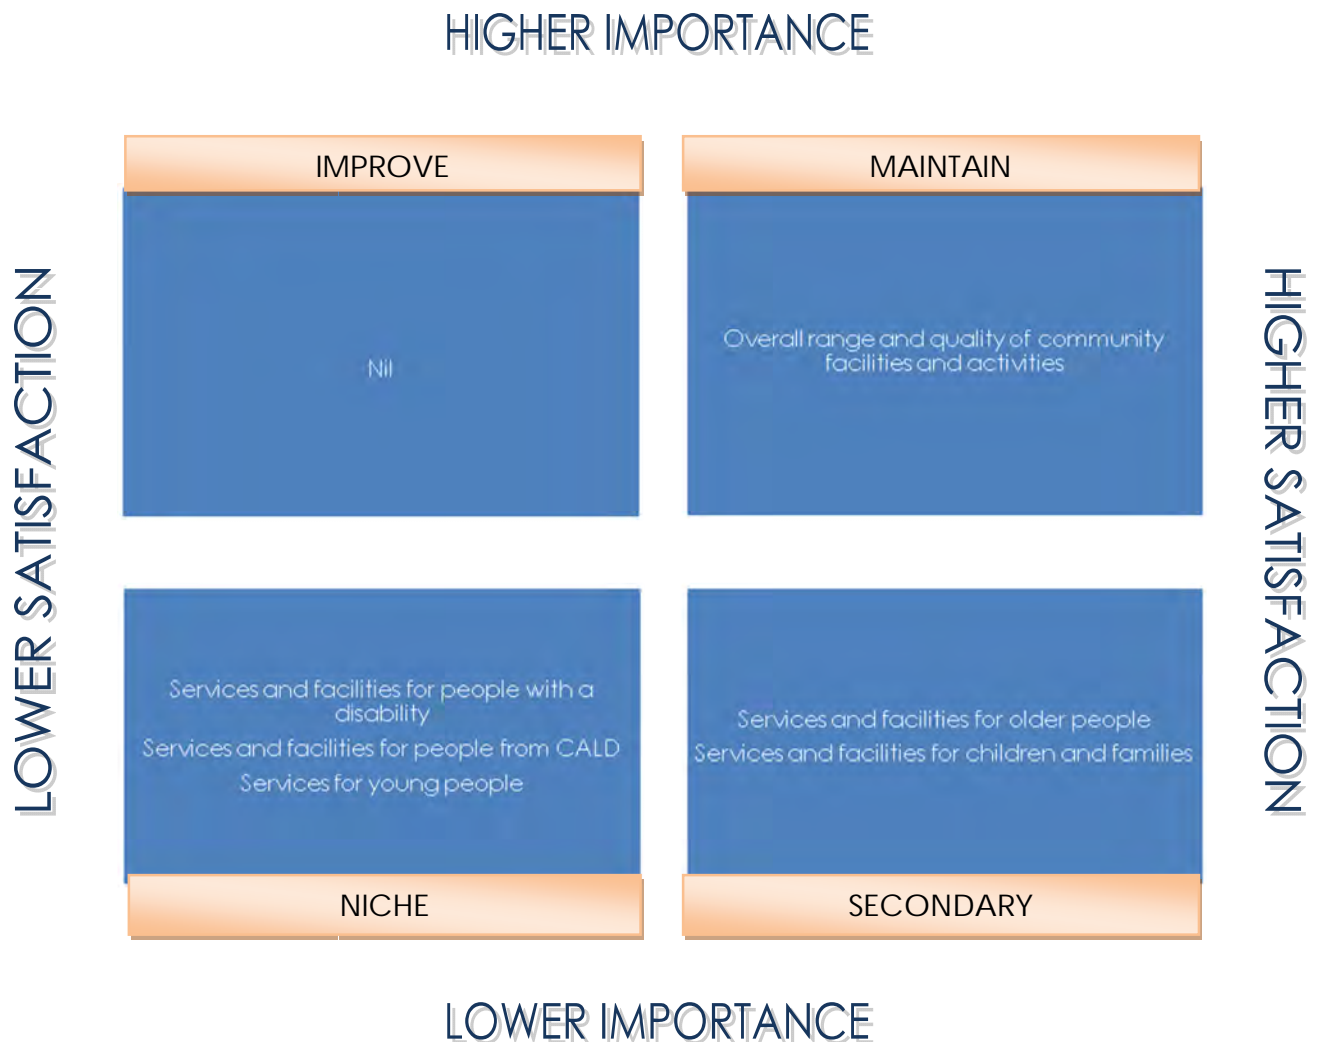 HIGHER IMPORTANCE
IMPROVE
MAINTAIN
LOWER SATISFACTION
Nil
Overall range and quality of community
facilities and activities
HIGHER SATISFACTION
Services and facilities for people with a
disability
Services and facilities for people from CALD
Services for young people
Services and facilities for older people
Services and facilities for children and families
NICHE
SECONDARY
LOWER IMPORTANCE